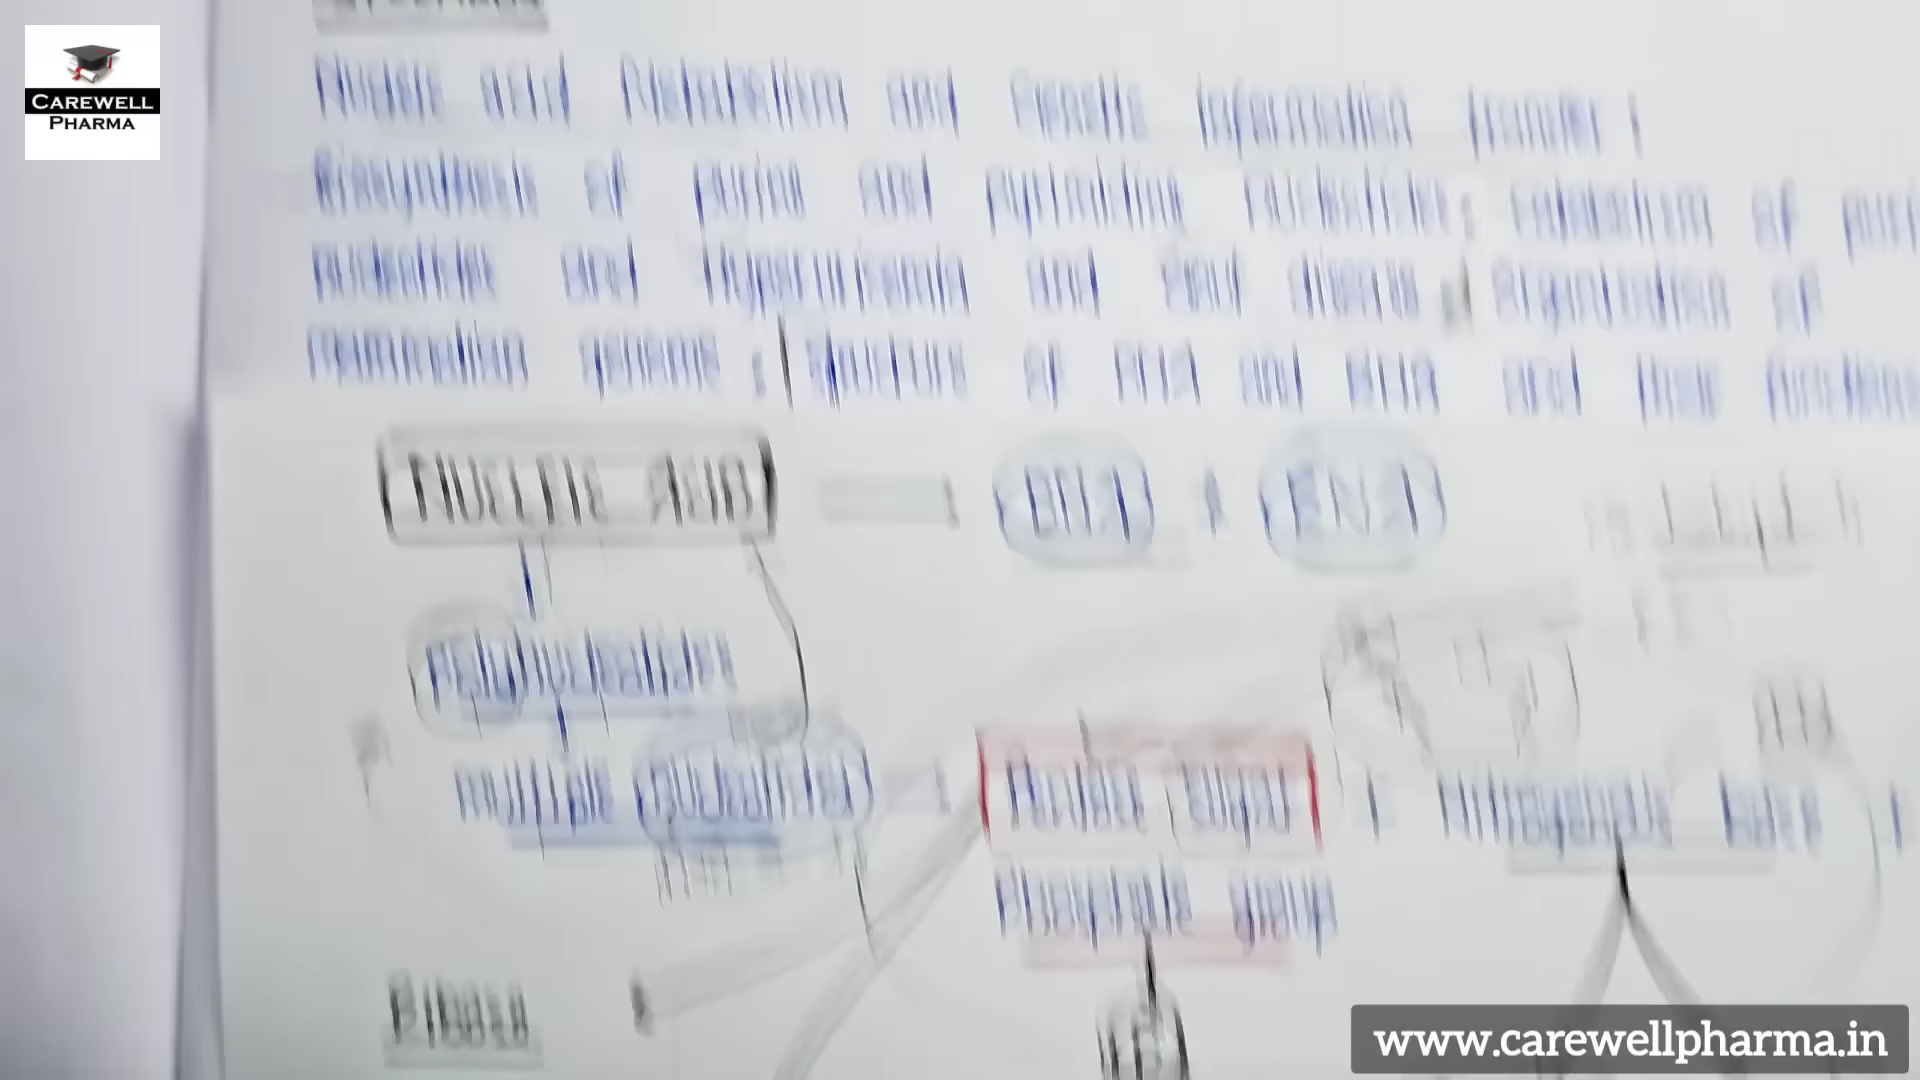 CAREWELL
PHARMA
Nucleic acid Metabolism and Genetic information transfer :
Biosynthesis of purine and pyrimidine nucleotides; Catabolism of
nucleotides and Hyperuricemia and Gout disease; Organization of
mammalian genome; structure of DNA and RNA and their functions
NUCLEIC ACID DNA & RNA
Polynucleotides
multiple nucleotides Pentose sugar + Nitrogenous base +
Phosphate group
Ribose
www.carewellpharma.in